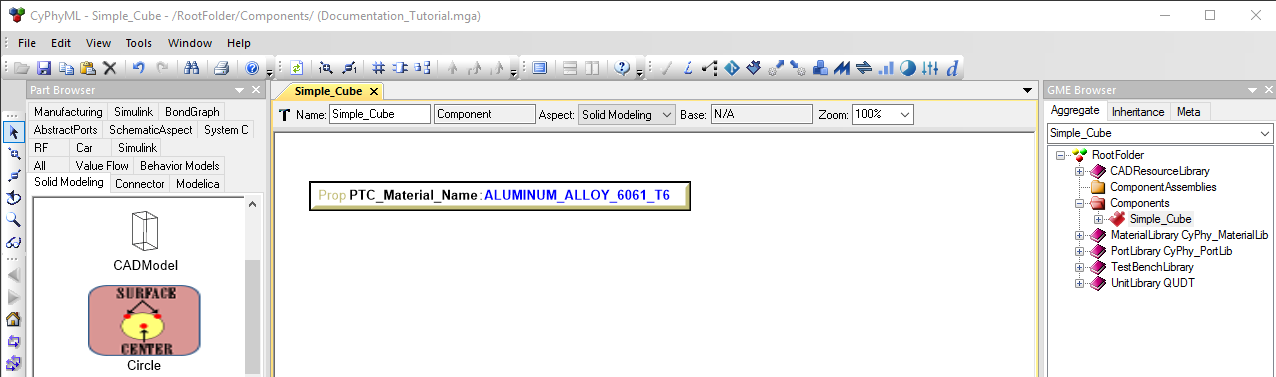 CyPhyML - Simple_Cube - /RootFolder/Components/ (Documentation_Tutorial.mga)
File Edit View Tools Window Help
Part Browser
Manufacturing Simulink BondGraph
AbstractPorts SchematicAspect System C
RF Car Simulink
All Value Flow Behavior Models
Solid Modeling Connector Modelica
CADModel
SURFACE
CENTER
Circle
Simple_Cube
Name: Simple_Cube Component Aspect: Solid Modeling Base: N/A Zoom: 100%
Prop PTC_Material_Name:ALUMINUM_ALLOY_6061_T6
GME Browser
Aggregate Inheritance Meta
Simple_Cube
RootFolder
CADResourceLibrary
ComponentAssemblies
Components
Simple_Cube
MaterialLibrary CyPhy_MaterialLib
PortLibrary CyPhy_PortLib
TestBenchLibrary
UnitLibrary QUDT